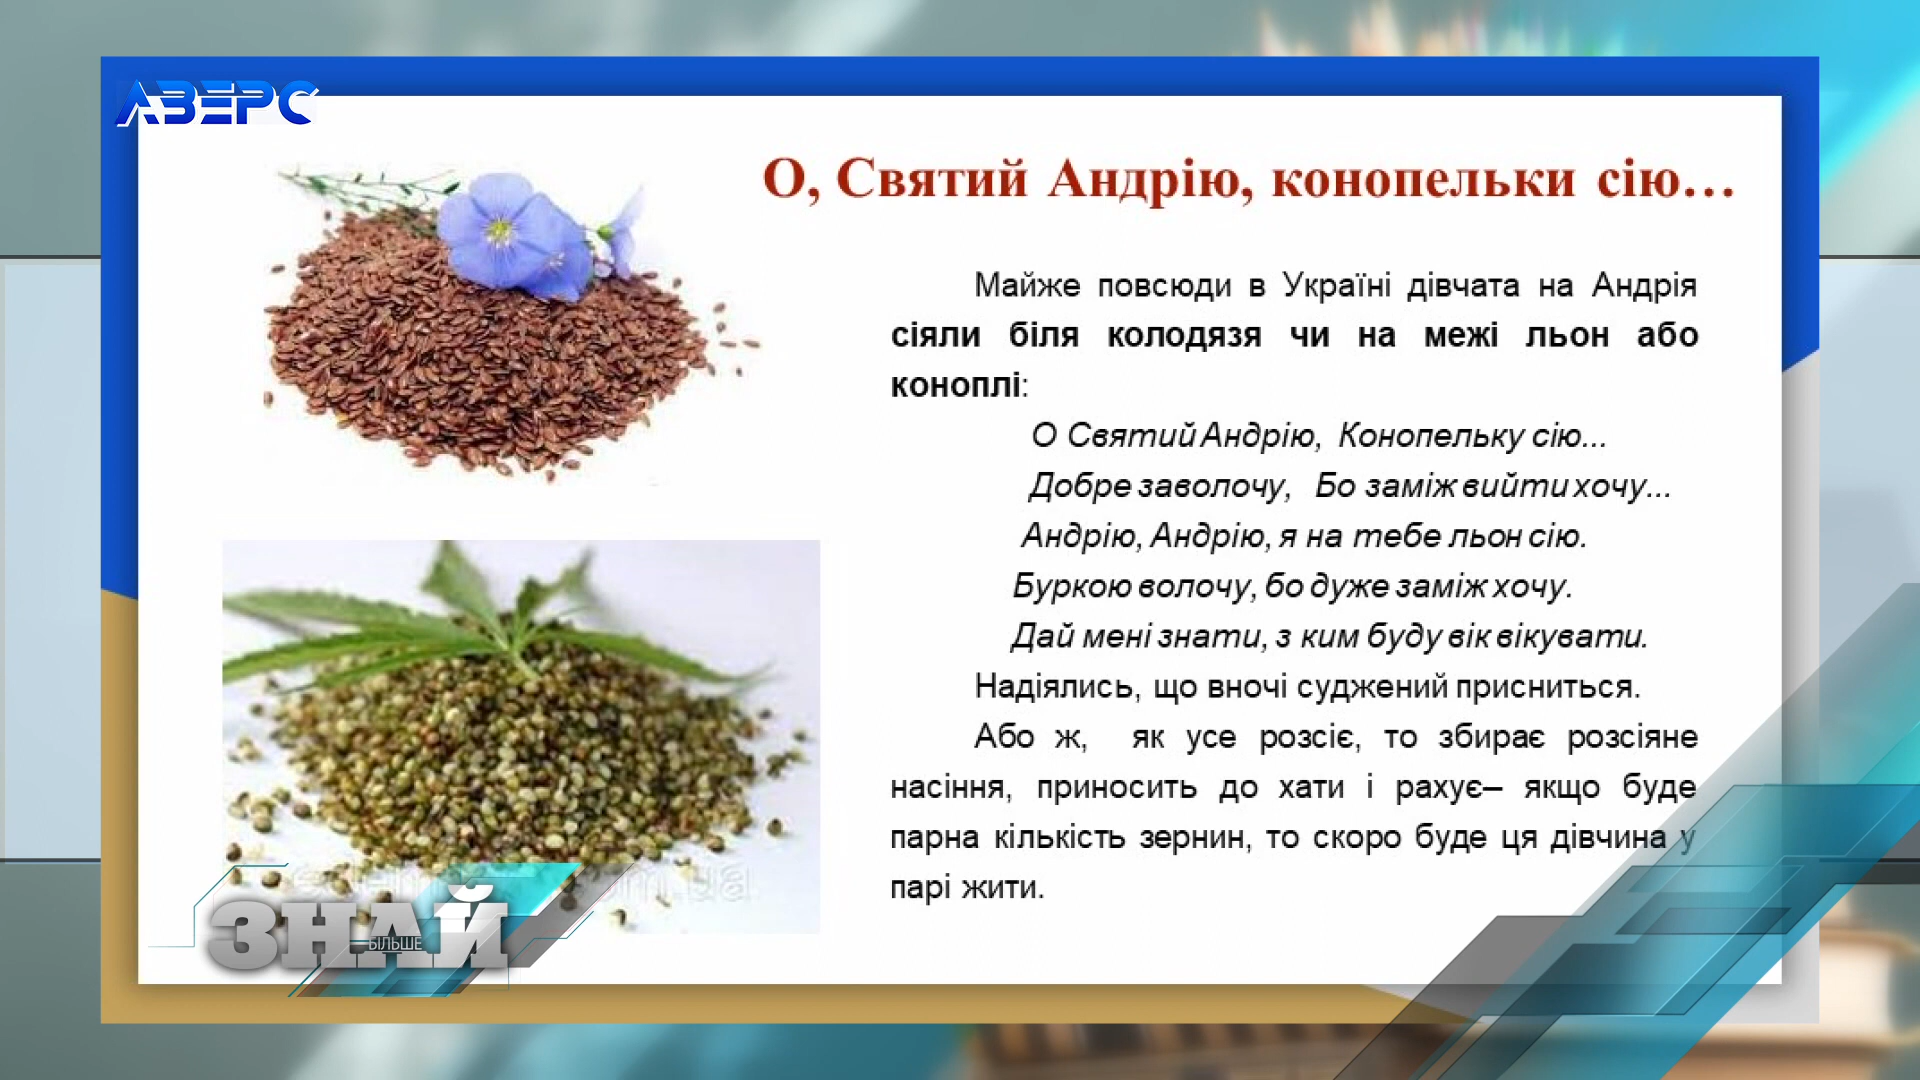 АВЕРС
О, Святий Андрію, конопельки сію...
Майже повсюди в Україні дівчата на Андрія
сіяли біля колодязя чи на межі льон або
коноплі:
О Святий Андрію, Конопельку сію...
Добре заволочу, Бо заміж вийти хочу...
Андрію, Андрію, я на тебе льон сію.
Буркою волочу, бо дуже заміж хочу.
Дай мені знати, з ким буду вік вікувати.
Надіялись, що вночі суджений присниться.
Або ж, як усе розсіє, то збирає розсіяне
насіння, приносить до хати і рахує– якщо буде
парна кількість зернин, то скоро буде ця дівчина у
парі жити.
ЗНАЙ
БІЛЬШЕ